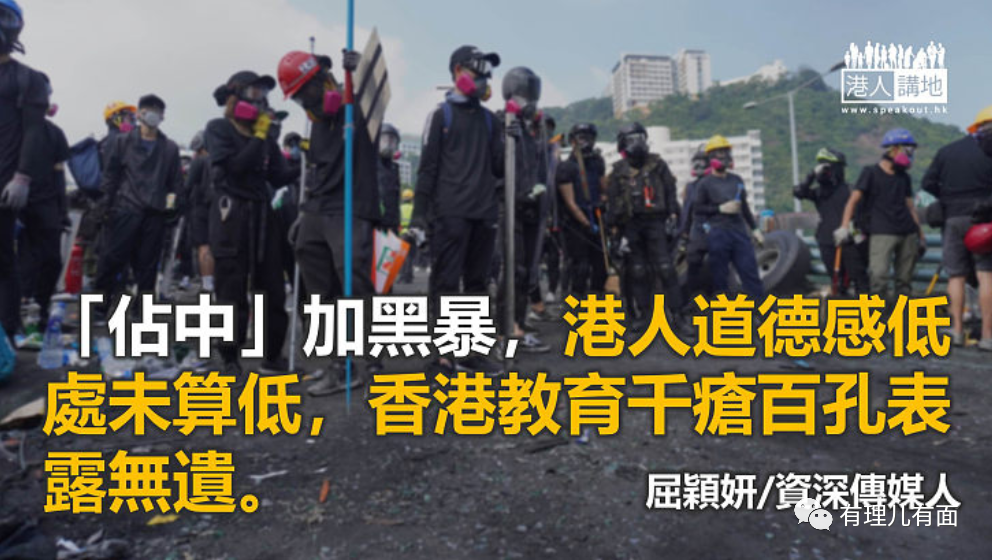 港人講地
www.speakout.hk
「佔中」加黑暴，港人道德感低
處未算低，香港教育千瘡百孔表
露無遺。
屈穎妍/資深傳媒人
有理儿有面